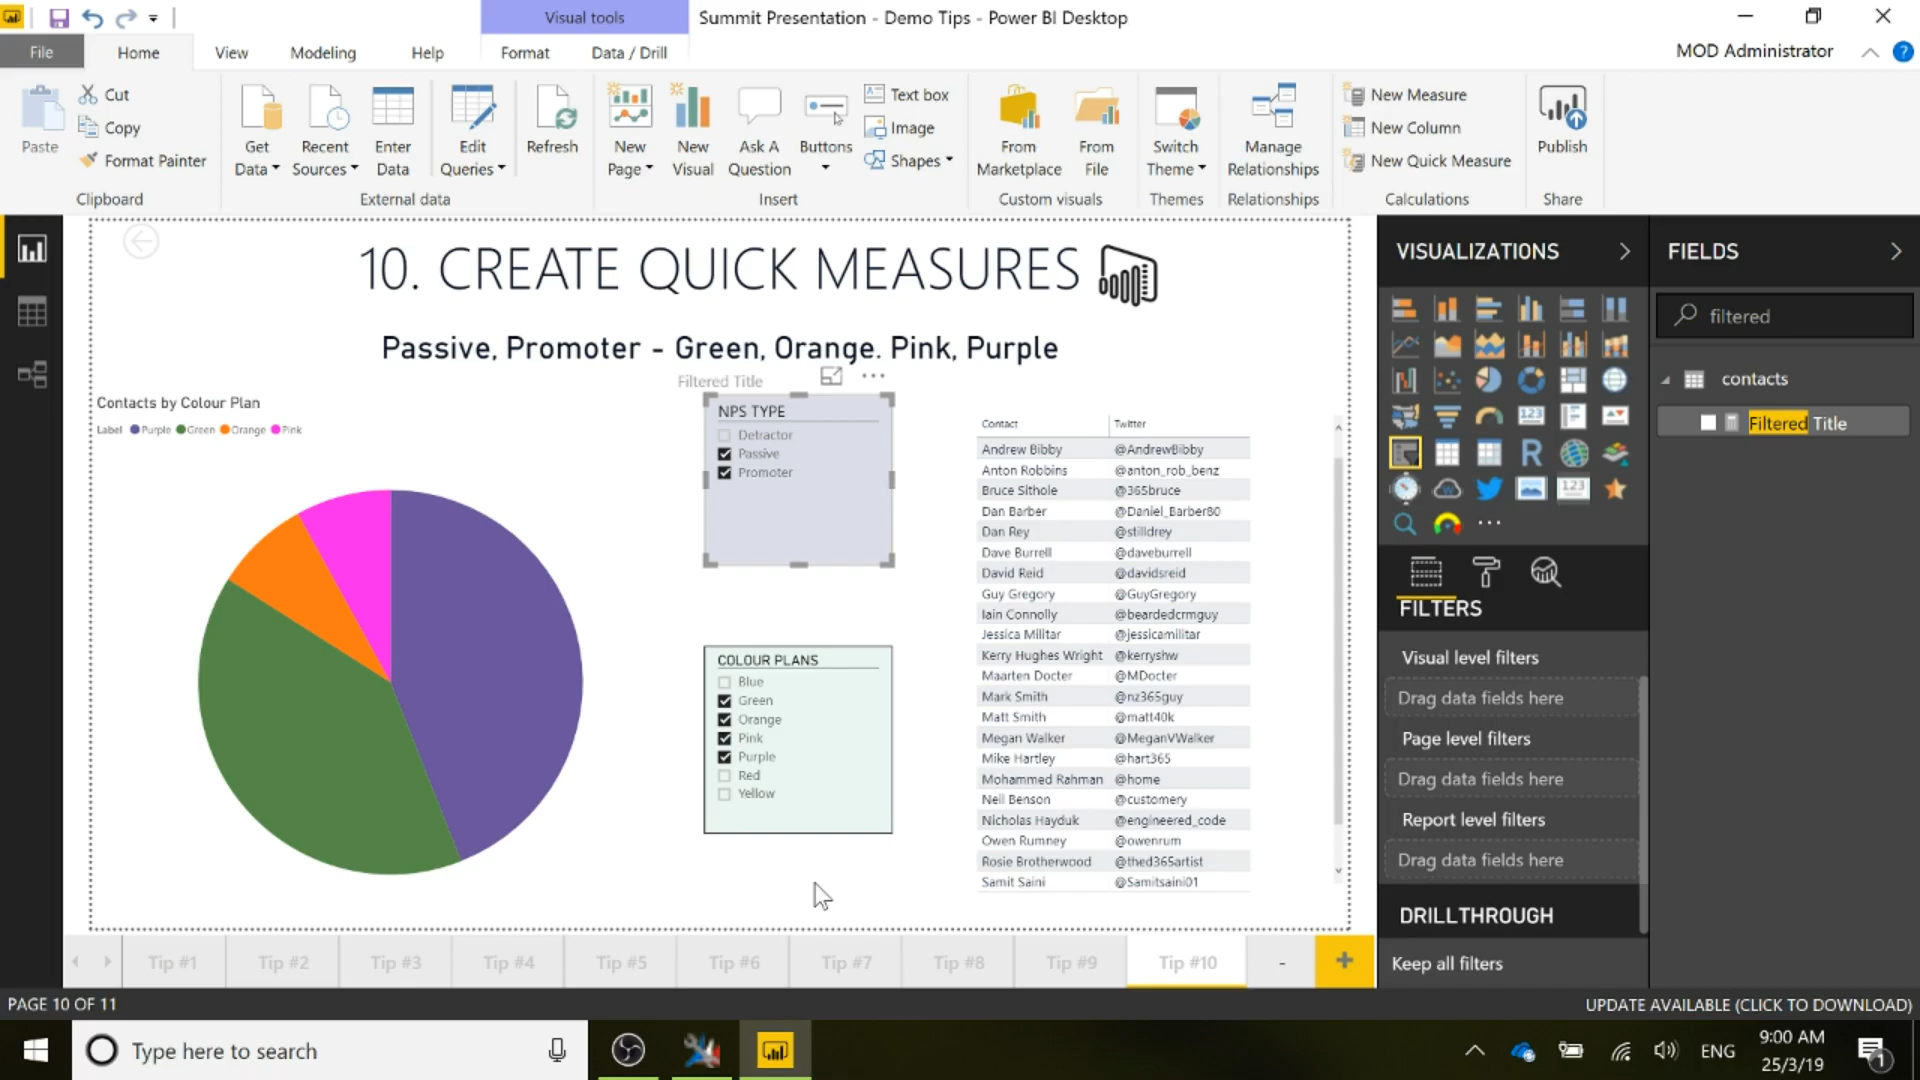 Visual tools
Summit Presentation - Demo Tips - Power BI Desktop
File
Home
View
Modeling
Help
Format
Data / Drill
MOD Administrator
?
Paste
Cut
Copy
Format Painter
Clipboard
Get Data
Recent Sources
Enter Data
Edit Queries
Refresh
External data
New Page
New Visual
Ask A Question
Buttons
Text box
Image
Shapes
Insert
From Marketplace
From File
Custom visuals
Switch Theme
Themes
Manage Relationships
Relationships
New Measure
New Column
New Quick Measure
Calculations
Publish
Share
10. CREATE QUICK MEASURES
Passive, Promoter - Green, Orange. Pink, Purple
Filtered Title
Contacts by Colour Plan
Label Purple Green Orange Pink
NPS TYPE
Detractor
Passive
Promoter
COLOUR PLANS
Blue
Green
Orange
Pink
Purple
Red
Yellow
Contact Twitter
Andrew Bibby @AndrewBibby
Anton Robbins @anton_rob_benz
Bruce Sithole @365bruce
Dan Barber @Daniel_Barber80
Dan Rey @stilldrey
Dave Burrell @daveburrell
David Reid @davidsreid
Guy Gregory @GuyGregory
Iain Connolly @beardedcrmguy
Jessica Militar @jessicamilitar
Kerry Hughes Wright @kerryshw
Maarten Docter @MDocter
Mark Smith @nz365guy
Matt Smith @matt40k
Megan Walker @MeganVWalker
Mike Hartley @hart365
Mohammed Rahman @home
Neil Benson @customery
Nicholas Hayduk @engineered_code
Owen Rumney @owenrum
Rosie Brotherwood @thed365artist
Samit Saini @Samitsaini01
VISUALIZATIONS
123
R
123
FILTERS
Visual level filters
Drag data fields here
Page level filters
Drag data fields here
Report level filters
Drag data fields here
DRILLTHROUGH
Keep all filters
FIELDS
filtered
contacts
Filtered Title
Tip #1
Tip #2
Tip #3
Tip #4
Tip #5
Tip #6
Tip #7
Tip #8
Tip #9
Tip #10
-
+
PAGE 10 OF 11
UPDATE AVAILABLE (CLICK TO DOWNLOAD)
Type here to search
ENG
9:00 AM
25/3/19
1